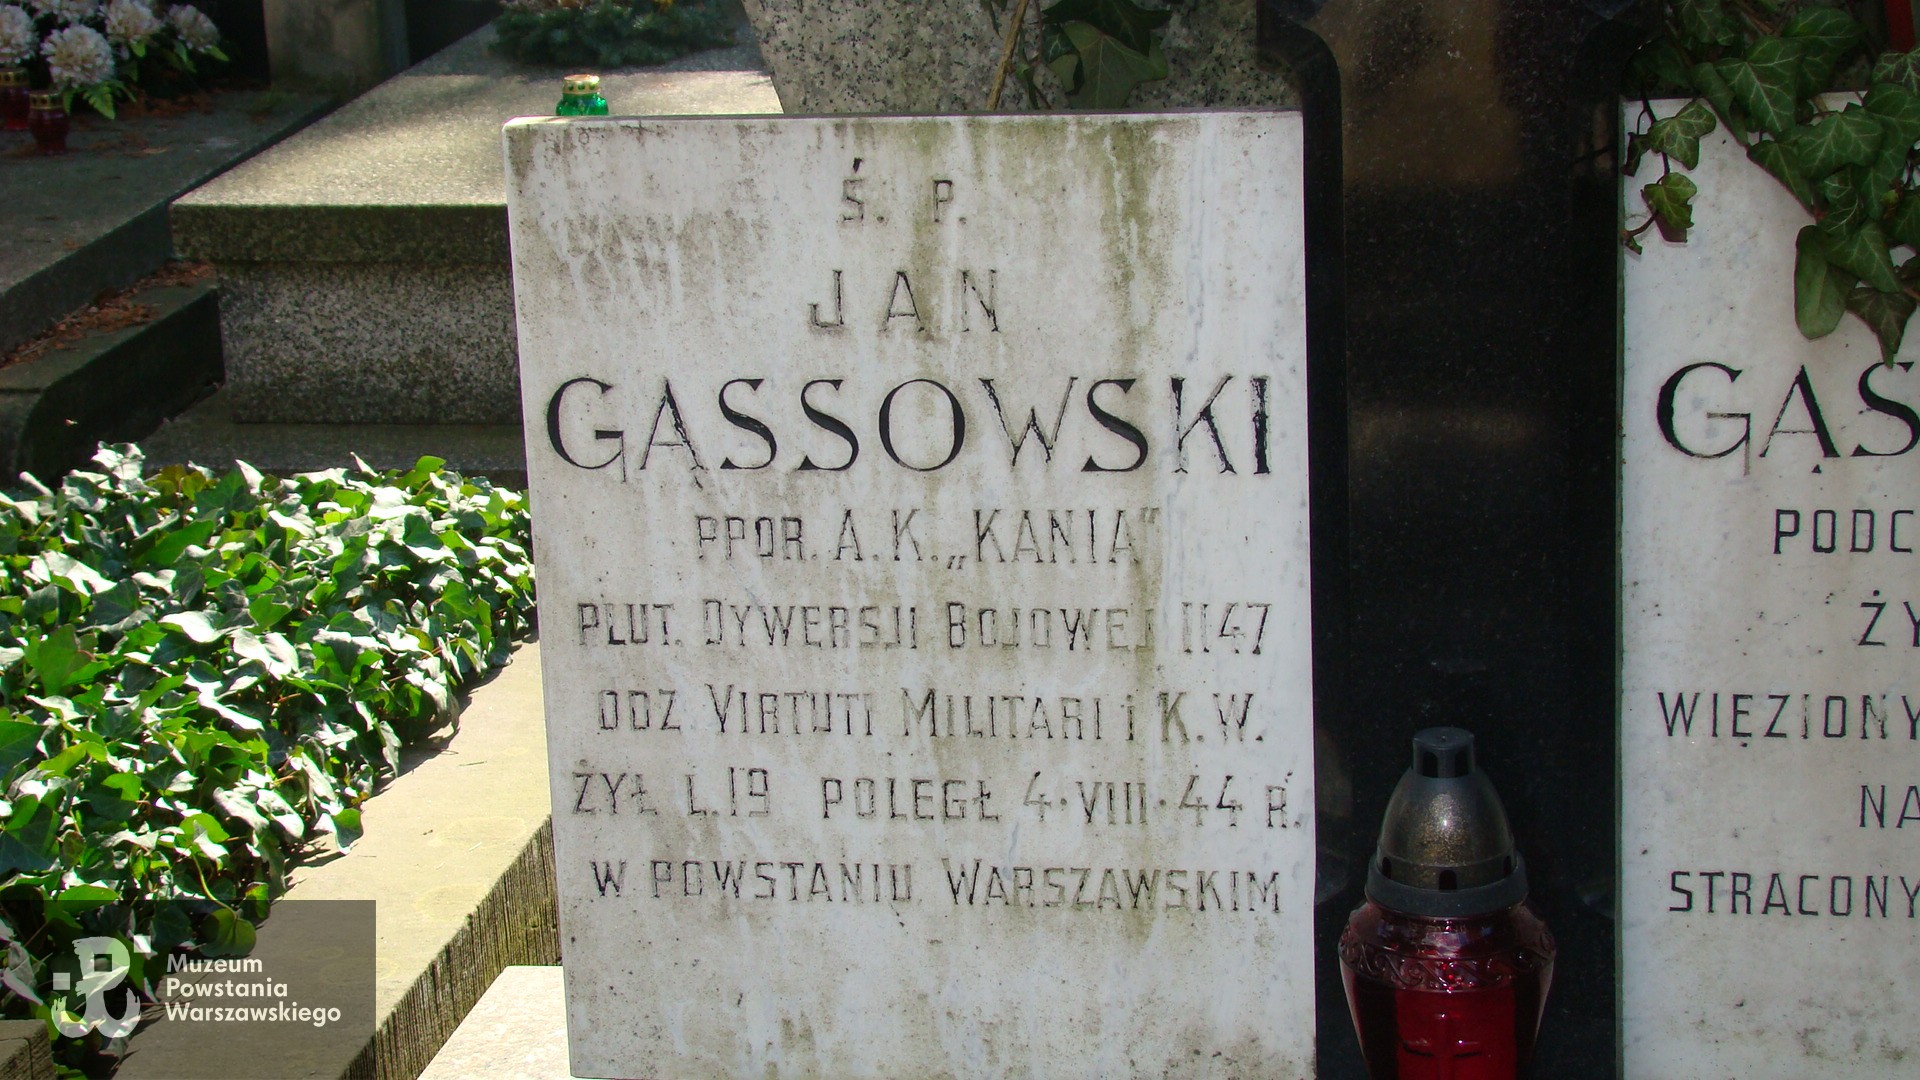 Ś. P.
JAN
GĄSSOWSKI
PPOR. A.K. „KANIA"
PLUT. DYWERSJI BOJOWEJ 1147
ODZ VIRTUTI MILITARI i K.W.
ŻYŁ L.19 POLEGŁ 4·VIII·44 R.
W POWSTANIU WARSZAWSKIM
GĄS
PODC
ŻY
WIĘZIONY
NA
STRACONY
Muzeum
Powstania
Warszawskiego